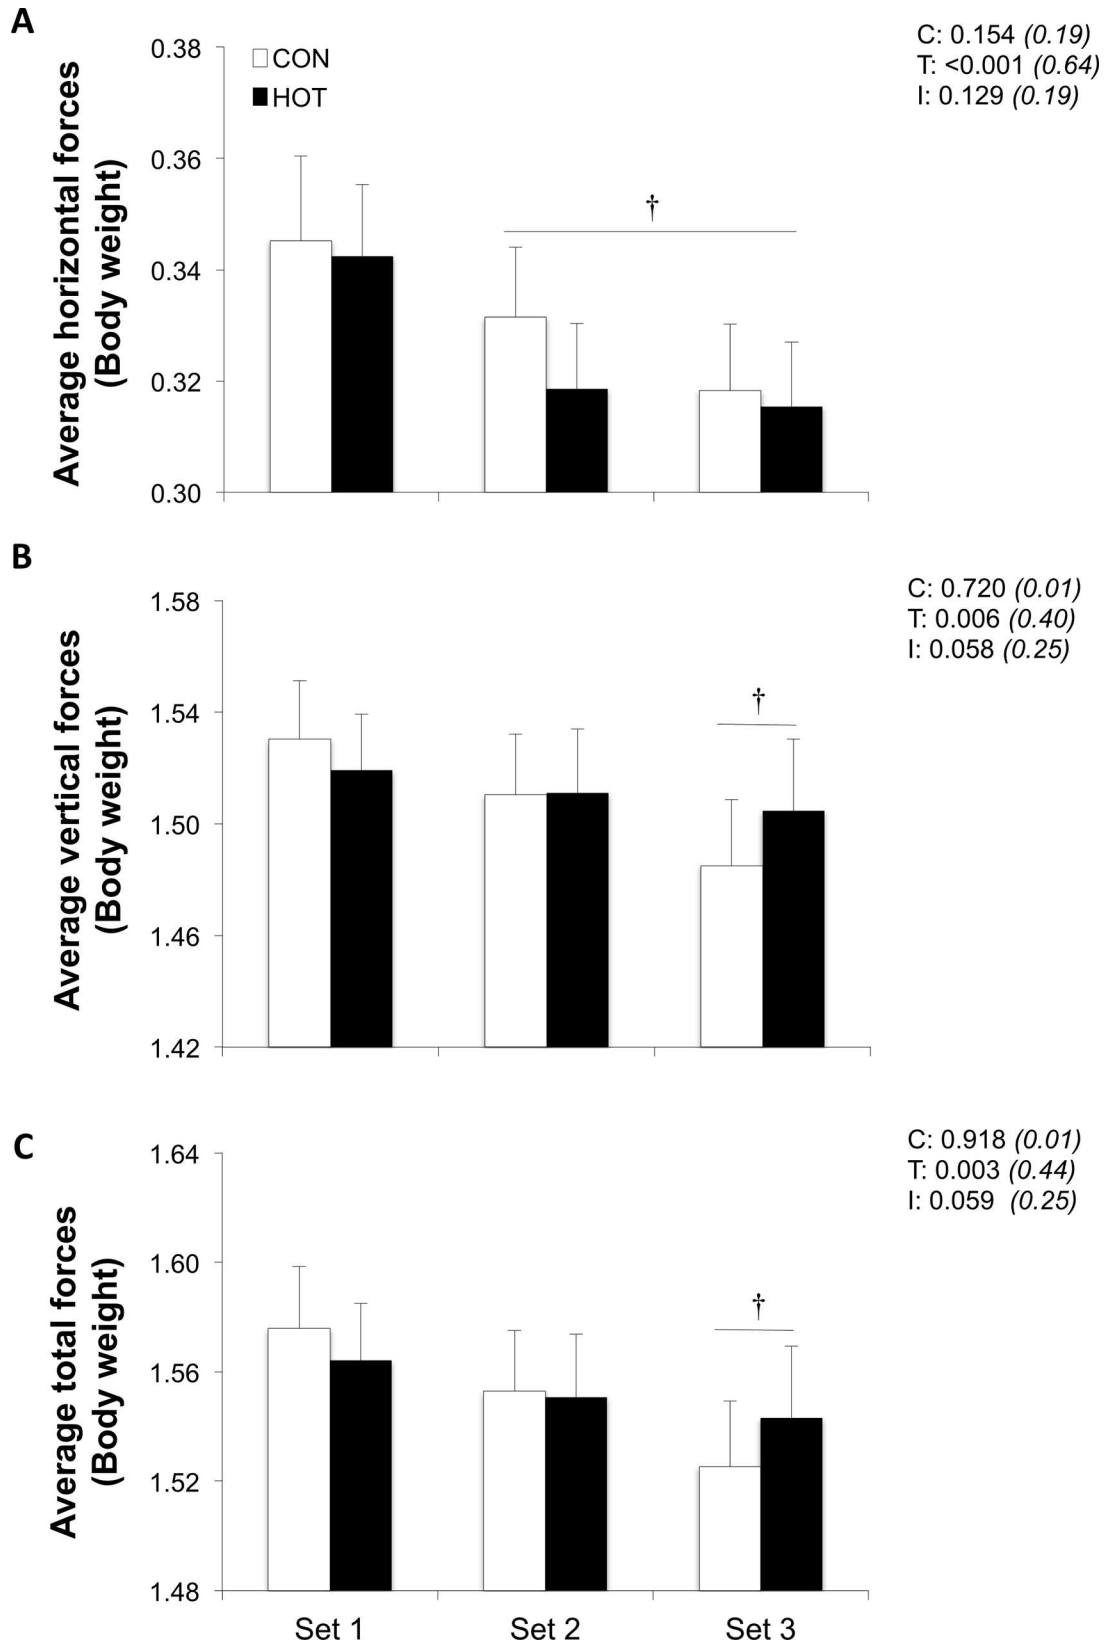 A
C: 0.154 (0.19)
T: <0.001 (0.64)
I: 0.129 (0.19)
CON
HOT
Average horizontal forces
(Body weight)
0.38
0.36
0.34
0.32
0.30
†
B
C: 0.720 (0.01)
T: 0.006 (0.40)
I: 0.058 (0.25)
Average vertical forces
(Body weight)
1.58
1.54
1.50
1.46
1.42
†
C
C: 0.918 (0.01)
T: 0.003 (0.44)
I: 0.059 (0.25)
Average total forces
(Body weight)
1.64
1.60
1.56
1.52
1.48
†
Set 1 Set 2 Set 3